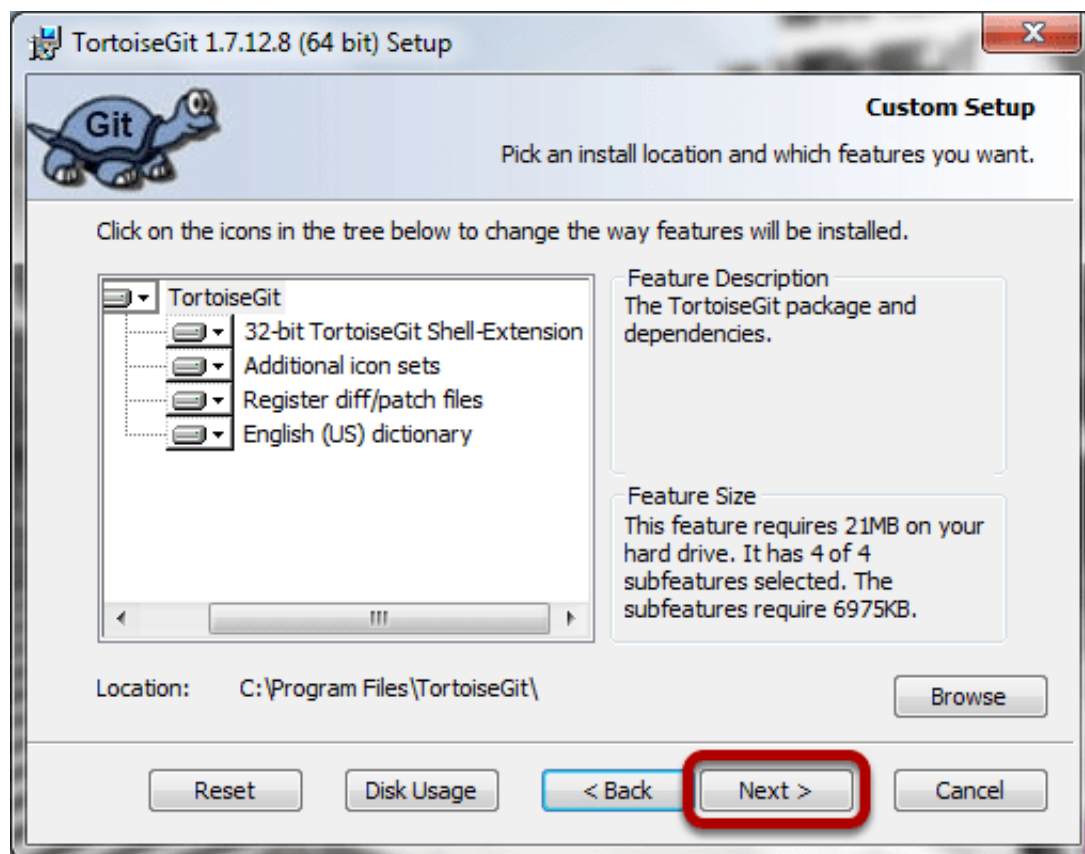 TortoiseGit 1.7.12.8 (64 bit) Setup
Git
Custom Setup
Pick an install location and which features you want.
Click on the icons in the tree below to change the way features will be installed.
TortoiseGit
32-bit TortoiseGit Shell-Extension
Additional icon sets
Register diff/patch files
English (US) dictionary
Feature Description
The TortoiseGit package and
dependencies.
Feature Size
This feature requires 21MB on your
hard drive. It has 4 of 4
subfeatures selected. The
subfeatures require 6975KB.
Location: C:\Program Files\TortoiseGit\
Browse
Reset Disk Usage < Back Next > Cancel